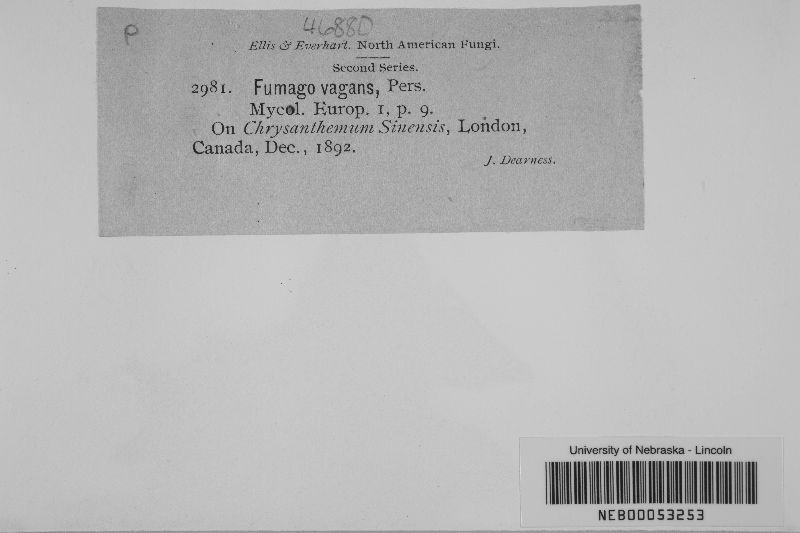 P
46880
Ellis & Everhart. North American Fungi.
Second Series.
2981. Fumago vagans, Pers.
Mycol. Europ. 1, p. 9.
On Chrysanthemum Sinensis, London,
Canada, Dec., 1892.
J. Dearness.
University of Nebraska - Lincoln
NEB00053253